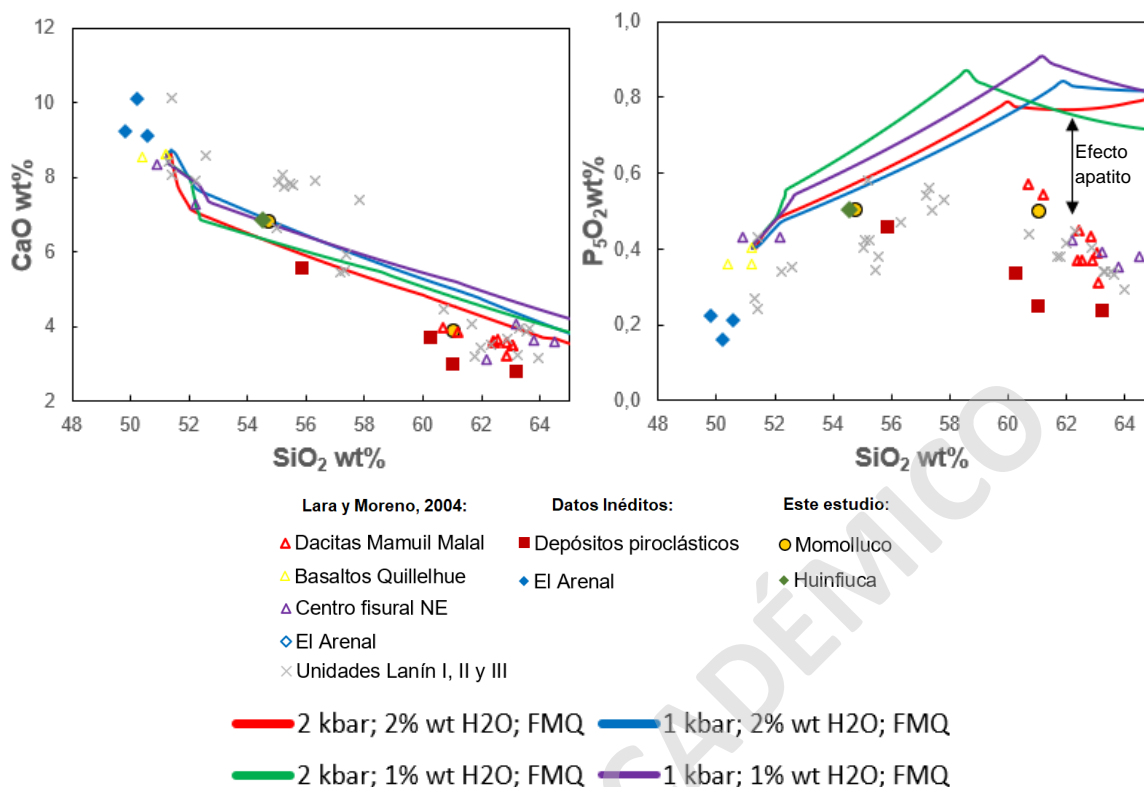 CaO wt%
12
10
8
6
4
2
48 50 52 54 56 58 60 62 64
SiO₂ wt%
P₅O₂wt%
1,0
0,8
0,6
0,4
0,2
0,0
Efecto
apatito
48 50 52 54 56 58 60 62 64
SiO₂ wt%
Lara y Moreno, 2004:
Dacitas Mamuil Malal
Basaltos Quillelhue
Centro fisural NE
El Arenal
Unidades Lanín I, II y III
Datos Inéditos:
Depósitos piroclásticos
El Arenal
Este estudio:
Momolluco
Huinfiuca
2 kbar; 2% wt H2O; FMQ
1 kbar; 2% wt H2O; FMQ
2 kbar; 1% wt H2O; FMQ
1 kbar; 1% wt H2O; FMQ
CADÉMICO